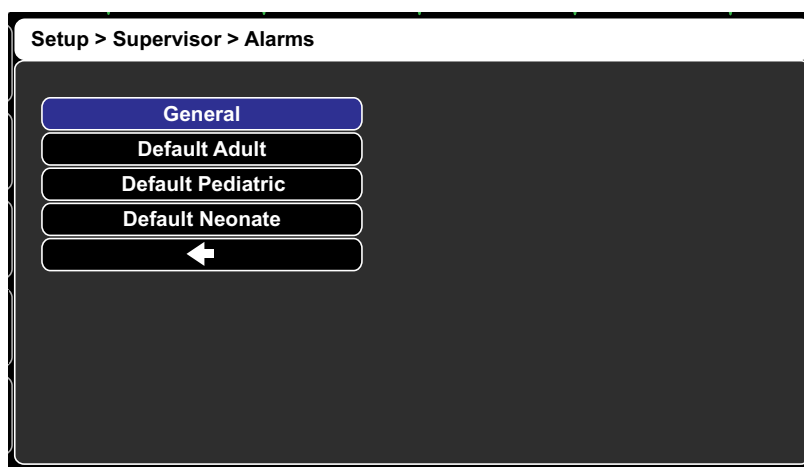 Setup > Supervisor > Alarms
General
Default Adult
Default Pediatric
Default Neonate